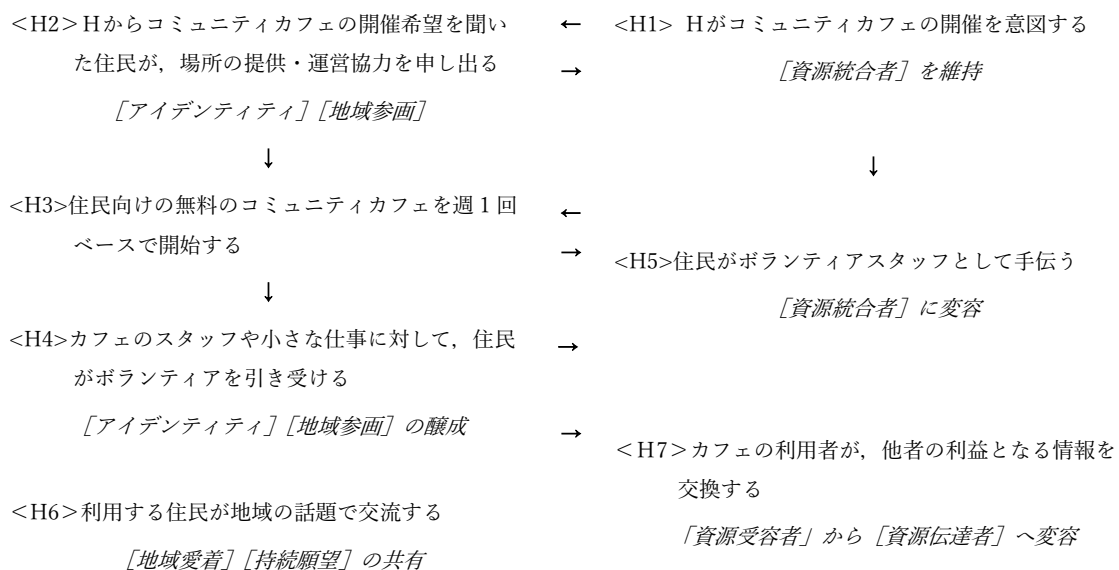 <H2>Hからコミュニティカフェの開催希望を聞い
た住民が，場所の提供・運営協力を申し出る
［アイデンティティ］［地域参画］
↓
<H3>住民向けの無料のコミュニティカフェを週１回
ベースで開始する
↓
<H4>カフェのスタッフや小さな仕事に対して，住民
がボランティアを引き受ける
［アイデンティティ］［地域参画］の醸成
＜H6＞利用する住民が地域の話題で交流する
［地域愛着］［持続願望］の共有
←
→
←
→
→
→
<H1> Hがコミュニティカフェの開催を意図する
［資源統合者］を維持
↓
<H5>住民がボランティアスタッフとして手伝う
［資源統合者］に変容
＜H7＞カフェの利用者が，他者の利益となる情報を
交換する
「資源受容者」から［資源伝達者］へ変容